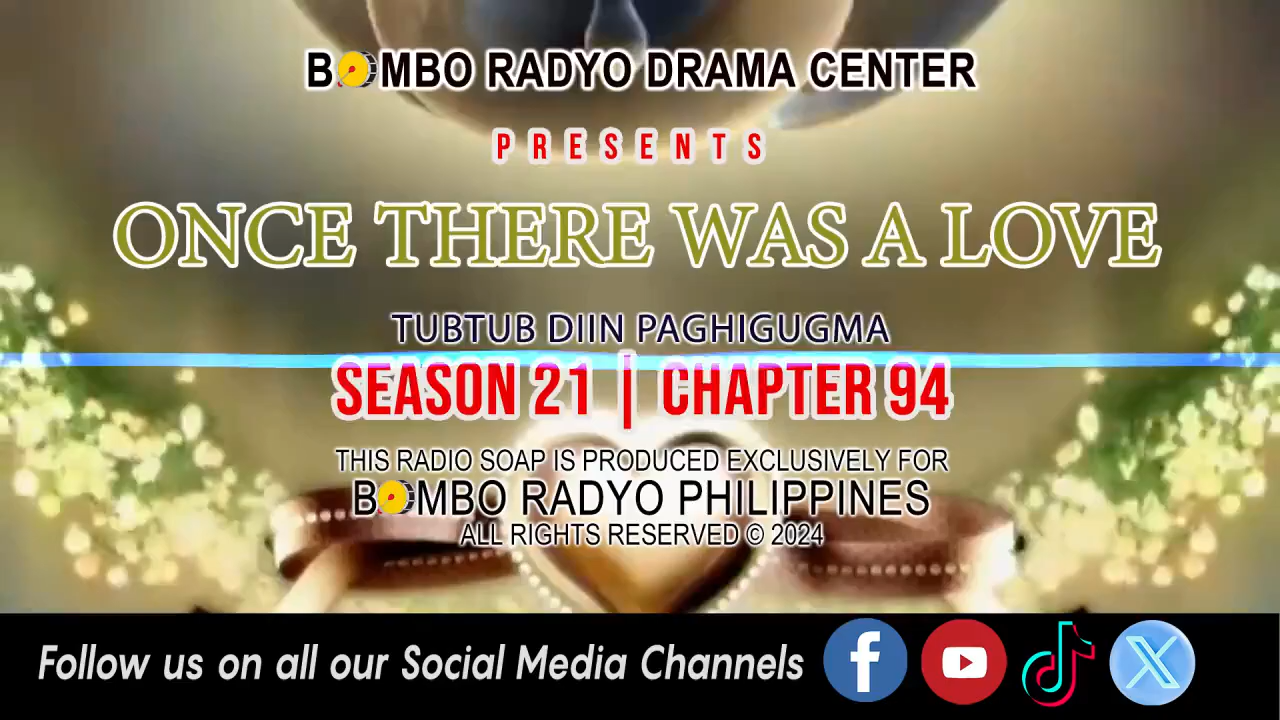 BOMBO RADYO DRAMA CENTER
PRESENTS
ONCE THERE WAS A LOVE
TUBTUB DIIN PAGHIGUGMA
SEASON 21 | CHAPTER 94
THIS RADIO SOAP IS PRODUCED EXCLUSIVELY FOR
BOMBO RADYO PHILIPPINES
ALL RIGHTS RESERVED © 2024
Follow us on all our Social Media Channels